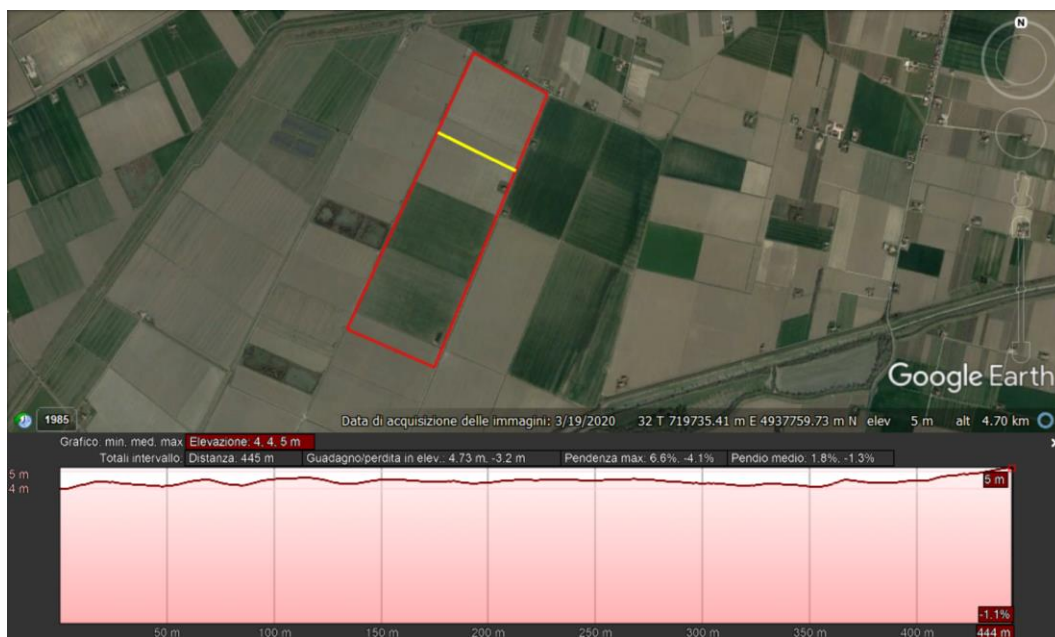 N
Google Earth
1985
Data di acquisizione delle immagini: 3/19/2020 32 T 719735.41 m E 4937759.73 m N elev 5 m alt 4.70 km
Grafico: min. med. max Elevazione: 4, 4, 5 m
Totali intervallo: Distanza: 445 m Guadagno/perdita in elev.: 4.73 m, -3.2 m Pendenza max: 6.6%, -4.1% Pendio medio: 1.8%, -1.3%
5 m
4 m
5 m
-1.1%
50 m 100 m 150 m 200 m 250 m 300 m 350 m 400 m 444 m